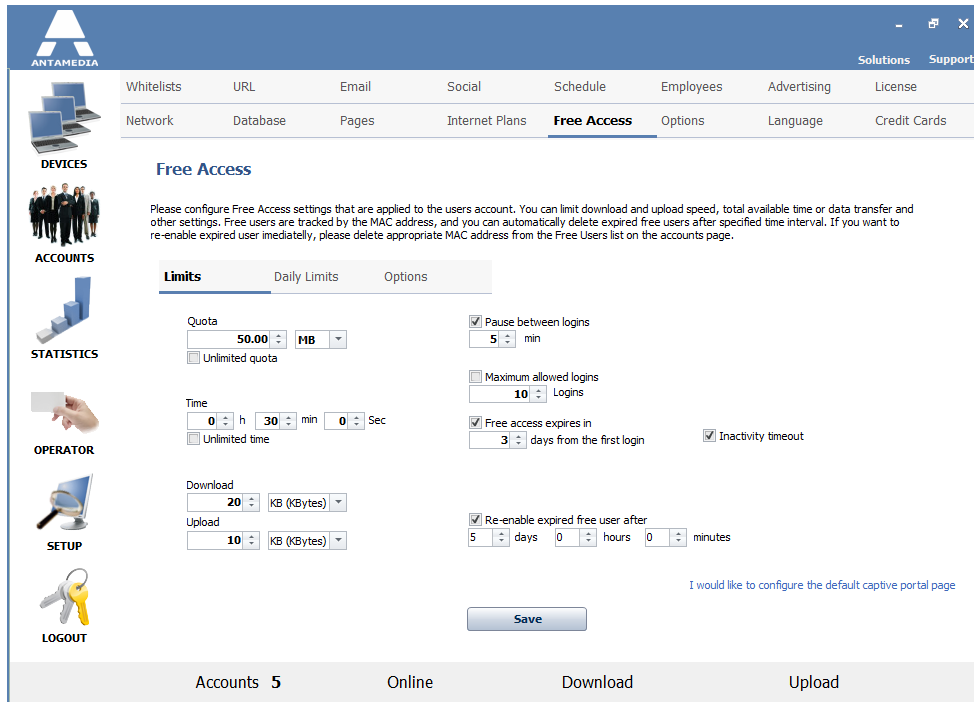 ANTAMEDIA
Solutions Support
Whitelists URL Email Social Schedule Employees Advertising License
Network Database Pages Internet Plans Free Access Options Language Credit Cards
DEVICES
ACCOUNTS
STATISTICS
OPERATOR
SETUP
LOGOUT
Free Access
Please configure Free Access settings that are applied to the users account. You can limit download and upload speed, total available time or data transfer and
other settings. Free users are tracked by the MAC address, and you can automatically delete expired free users after specified time interval. If you want to
re-enable expired user imediatelly, please delete appropriate MAC address from the Free Users list on the accounts page.
Limits Daily Limits Options
Quota
50.00 MB
Unlimited quota
Time
0 h 30 min 0 Sec
Unlimited time
Download
20 KB (KBytes)
Upload
10 KB (KBytes)
Pause between logins
5 min
Maximum allowed logins
10 Logins
Free access expires in
3 days from the first login
Inactivity timeout
Re-enable expired free user after
5 days 0 hours 0 minutes
I would like to configure the default captive portal page
Save
Accounts 5 Online Download Upload